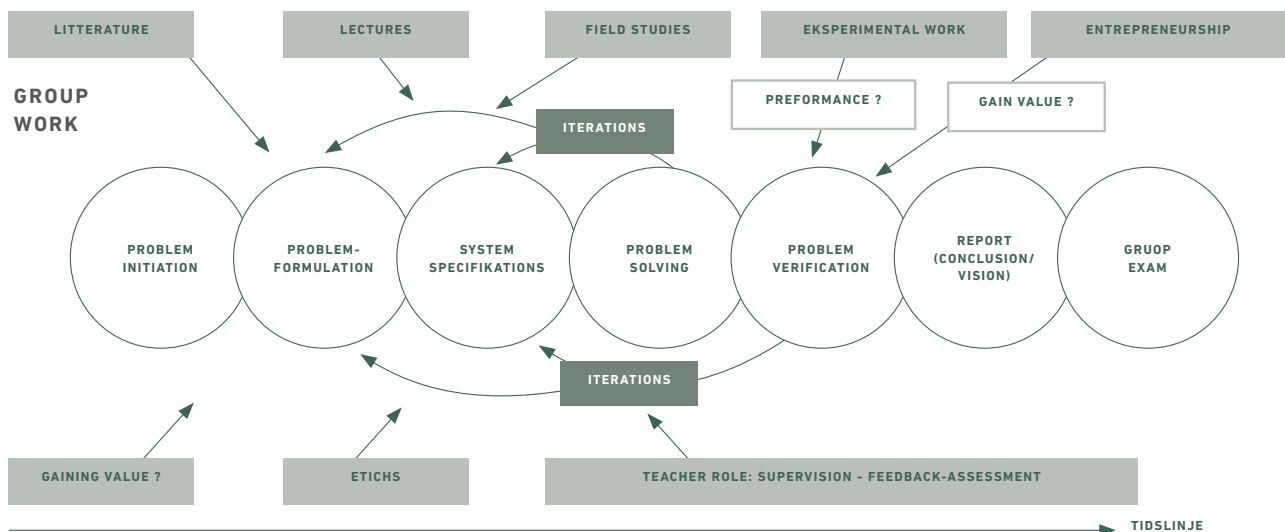 LITTERATURE
LECTURES
FIELD STUDIES
EKSPERIMENTAL WORK
ENTREPRENEURSHIP
GROUP
WORK
PREFORMANCE ?
GAIN VALUE ?
ITERATIONS
PROBLEM
INITIATION
PROBLEM-
FORMULATION
SYSTEM
SPECIFIKATIONS
PROBLEM
SOLVING
PROBLEM
VERIFICATION
REPORT
(CONCLUSION/
VISION)
GRUOP
EXAM
ITERATIONS
GAINING VALUE ?
ETICHS
TEACHER ROLE: SUPERVISION - FEEDBACK-ASSESSMENT
TIDSLINJE